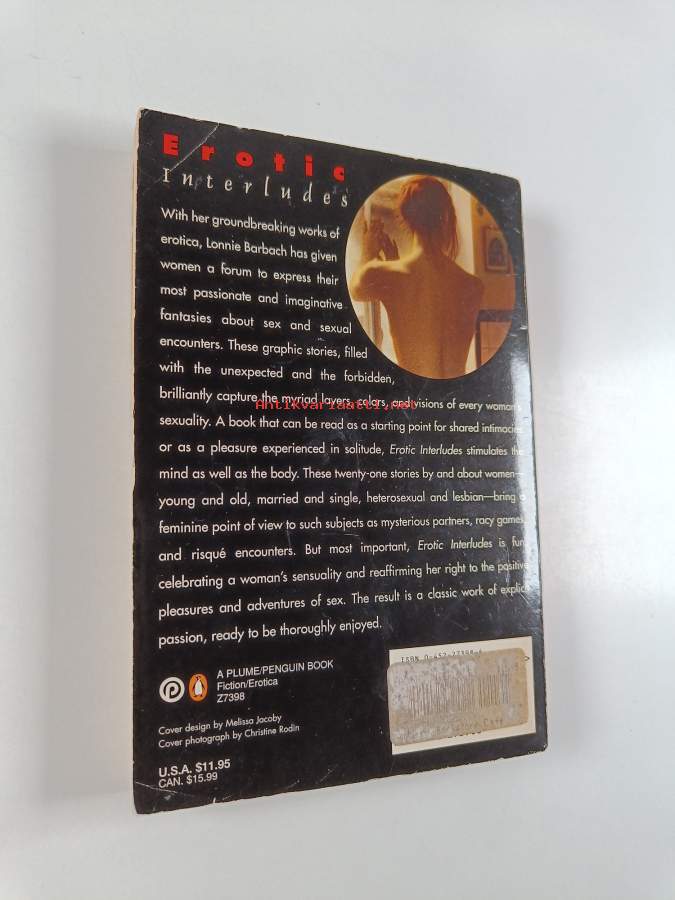 Erotic
Interludes
With her groundbreaking works of
erotica, Lonnie Barbach has given
women a forum to express their
most passionate and imaginative
fantasies about sex and sexual
encounters. These graphic stories, filled
with the unexpected and the forbidden,
brilliantly capture the myriad layers, colors, and visions of every woman's
sexuality. A book that can be read as a starting point for shared intimacies
or as a pleasure experienced in solitude, Erotic Interludes stimulates the
mind as well as the body. These twenty-one stories by and about women—
young and old, married and single, heterosexual and lesbian—bring a
feminine point of view to such subjects as mysterious partners, racy games,
and risqué encounters. But most important, Erotic Interludes is fun,
celebrating a woman's sensuality and reaffirming her right to the positive
pleasures and adventures of sex. The result is a classic work of explicit
passion, ready to be thoroughly enjoyed.
Antikvariaatti.net
A PLUME/PENGUIN BOOK
Fiction/Erotica
Z7398
Cover design by Melissa Jacoby
Cover photograph by Christine Rodin
U.S.A. $11.95
CAN. $15.99
ISBN